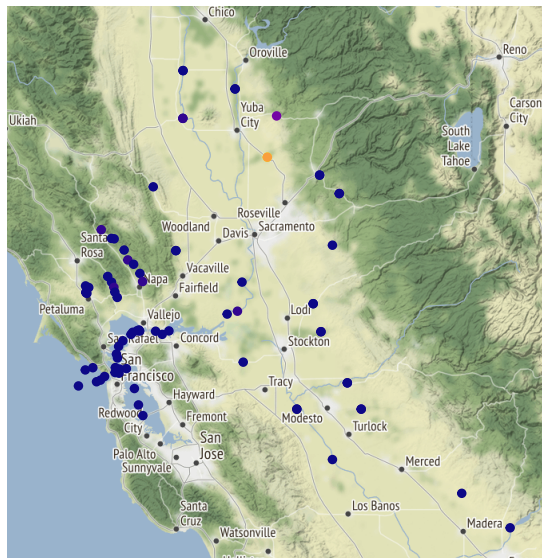 Chico
Oroville
Reno
Carson
City
Ukiah
Yuba
City
South
Lake
Tahoe
Roseville
Woodland
Sacramento
Davis
Santa
Rosa
Vacaville
Napa
Fairfield
Petaluma
Vallejo
Lodi
San Rafael
Concord
Stockton
San
Francisco
Tracy
Hayward
Modesto
Redwood
City
Fremont
Turlock
San
Jose
Palo Alto
Sunnyvale
Merced
Santa
Cruz
Los Banos
Watsonville
Madera